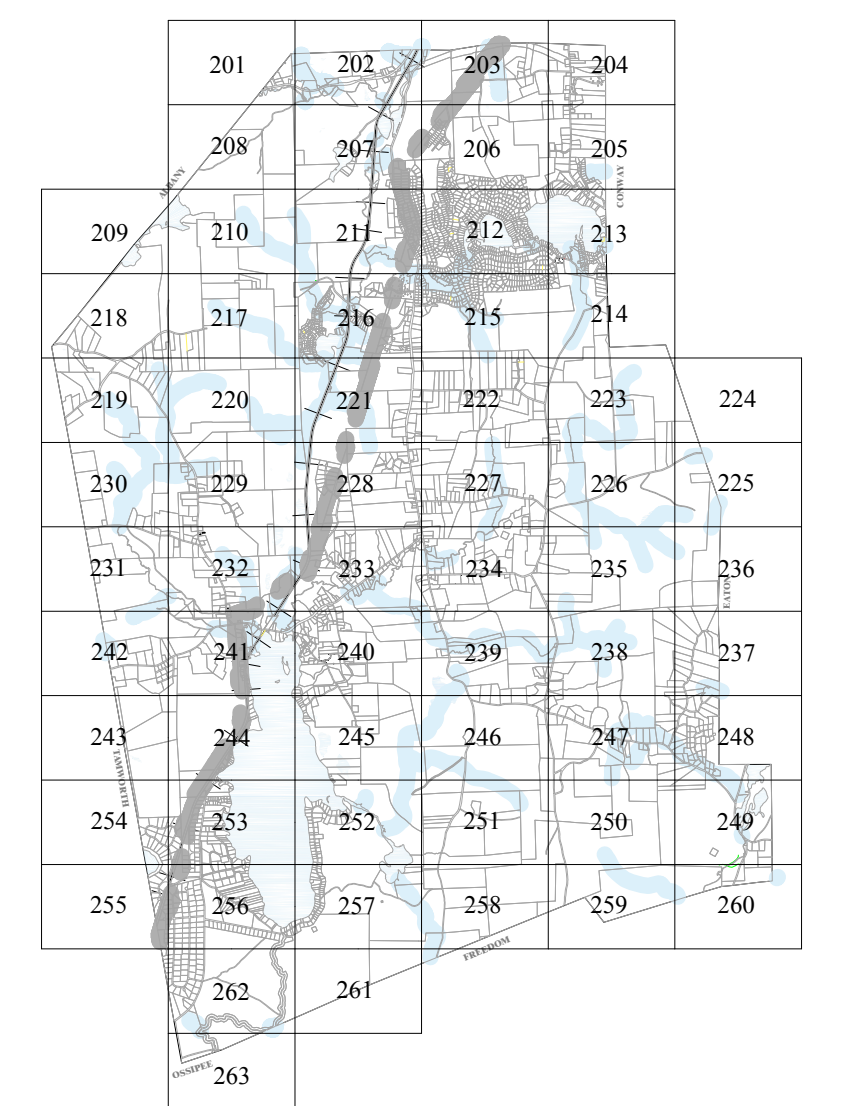 201 202 203 204
208 207 206 205
ALBANY
CONWAY
209 210 211 212 213
218 217 216 215 214
219 220 221 222 223 224
230 229 228 227 226 225
231 232 233 234 235 236
EATON
242 241 240 239 238 237
243 244 245 246 247 248
TAMWORTH
254 253 252 251 250 249
255 256 257 258 259 260
FREEDOM
262 261
OSSIPEE
263